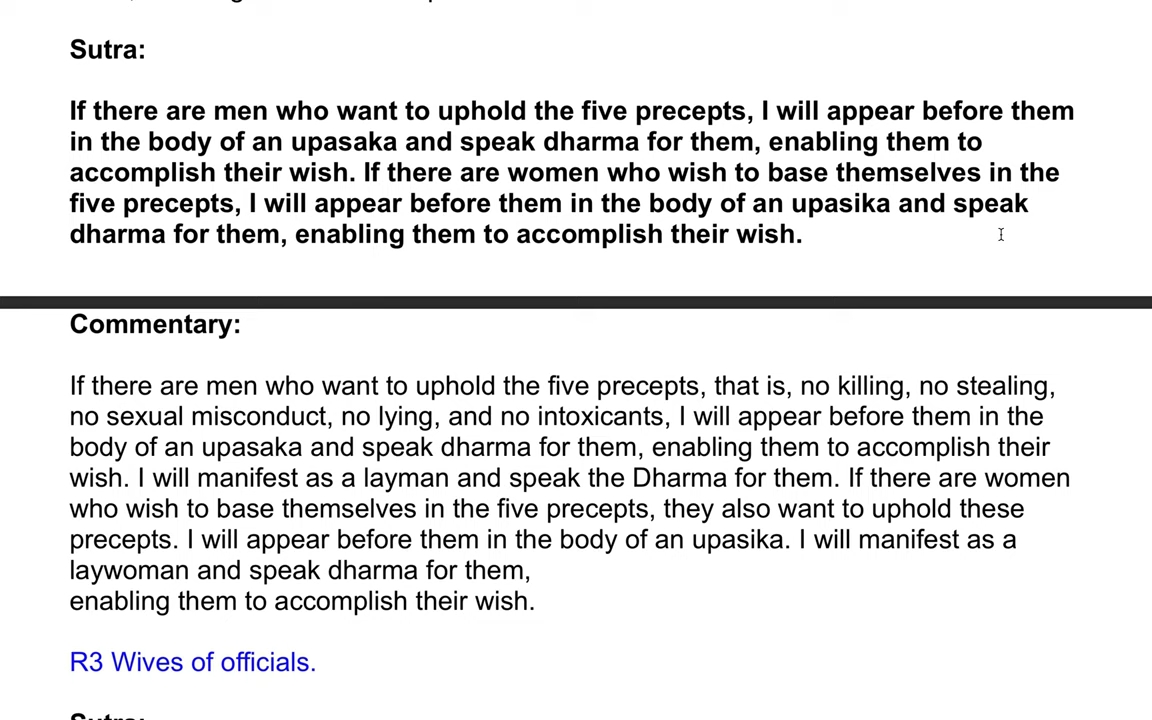 Sutra:
If there are men who want to uphold the five precepts, I will appear before them
in the body of an upasaka and speak dharma for them, enabling them to
accomplish their wish. If there are women who wish to base themselves in the
five precepts, I will appear before them in the body of an upasika and speak
dharma for them, enabling them to accomplish their wish.
Commentary:
If there are men who want to uphold the five precepts, that is, no killing, no stealing,
no sexual misconduct, no lying, and no intoxicants, I will appear before them in the
body of an upasaka and speak dharma for them, enabling them to accomplish their
wish. I will manifest as a layman and speak the Dharma for them. If there are women
who wish to base themselves in the five precepts, they also want to uphold these
precepts. I will appear before them in the body of an upasika. I will manifest as a
laywoman and speak dharma for them,
enabling them to accomplish their wish.
R3 Wives of officials.
Sutra: